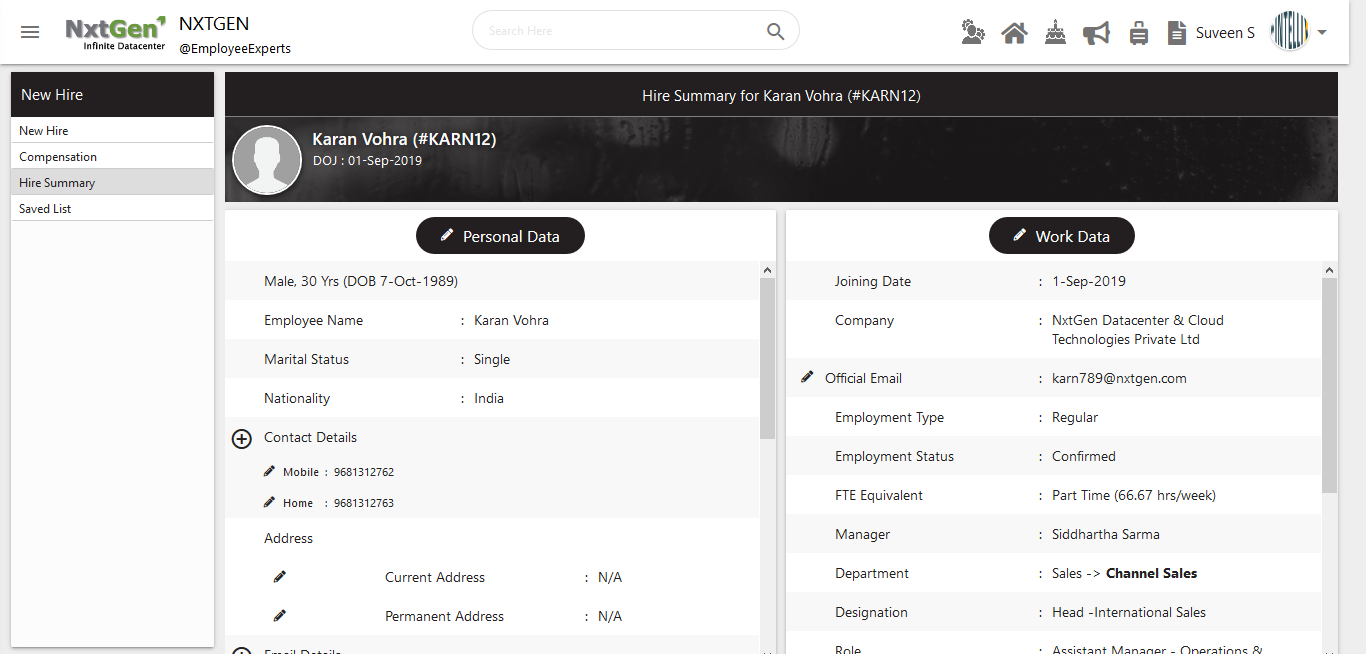 NxtGen
Infinite Datacenter
NXTGEN
@EmployeeExperts
Search Here
Suveen S
New Hire
New Hire
Compensation
Hire Summary
Saved List
Hire Summary for Karan Vohra (#KARN12)
Karan Vohra (#KARN12)
DOJ : 01-Sep-2019
Personal Data
Male, 30 Yrs (DOB 7-Oct-1989)
Employee Name : Karan Vohra
Marital Status : Single
Nationality : India
Contact Details
Mobile : 9681312762
Home : 9681312763
Address
Current Address : N/A
Permanent Address : N/A
Email Details
Work Data
Joining Date : 1-Sep-2019
Company : NxtGen Datacenter & Cloud
Technologies Private Ltd
Official Email : karn789@nxtgen.com
Employment Type : Regular
Employment Status : Confirmed
FTE Equivalent : Part Time (66.67 hrs/week)
Manager : Siddhartha Sarma
Department : Sales -> Channel Sales
Designation : Head -International Sales
Role : Assistant Manager - Operations &